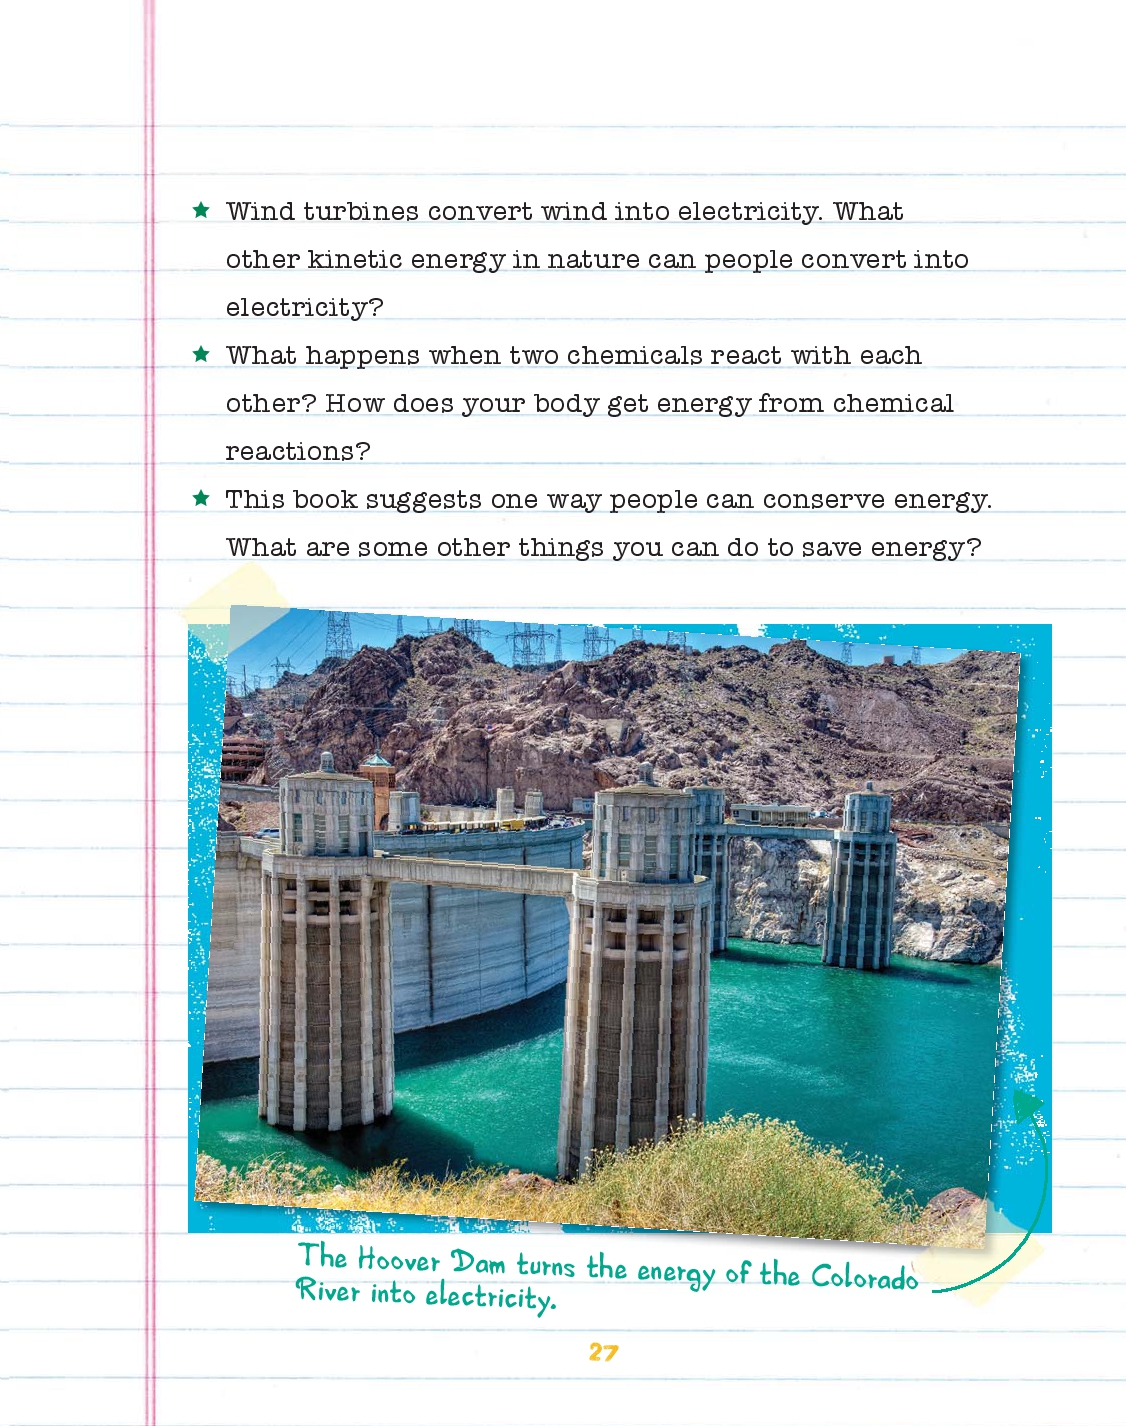 ★ Wind turbines convert wind into electricity. What
other kinetic energy in nature can people convert into
electricity?
★ What happens when two chemicals react with each
other? How does your body get energy from chemical
reactions?
★ This book suggests one way people can conserve energy.
What are some other things you can do to save energy?
The Hoover Dam turns the energy of the Colorado
River into electricity.
27